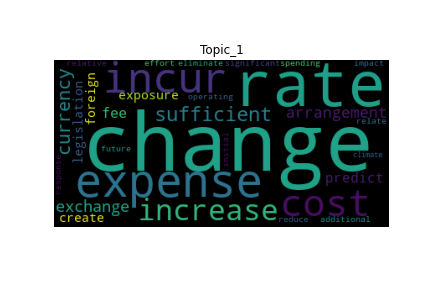 Topic_1
relative effort eliminate significant spending impact
incur rate
currency legislation foreign exposure operating
fee sufficient arrangement relate
change
future initial climate
response expense predict
exchange increase cost
create reduce additional